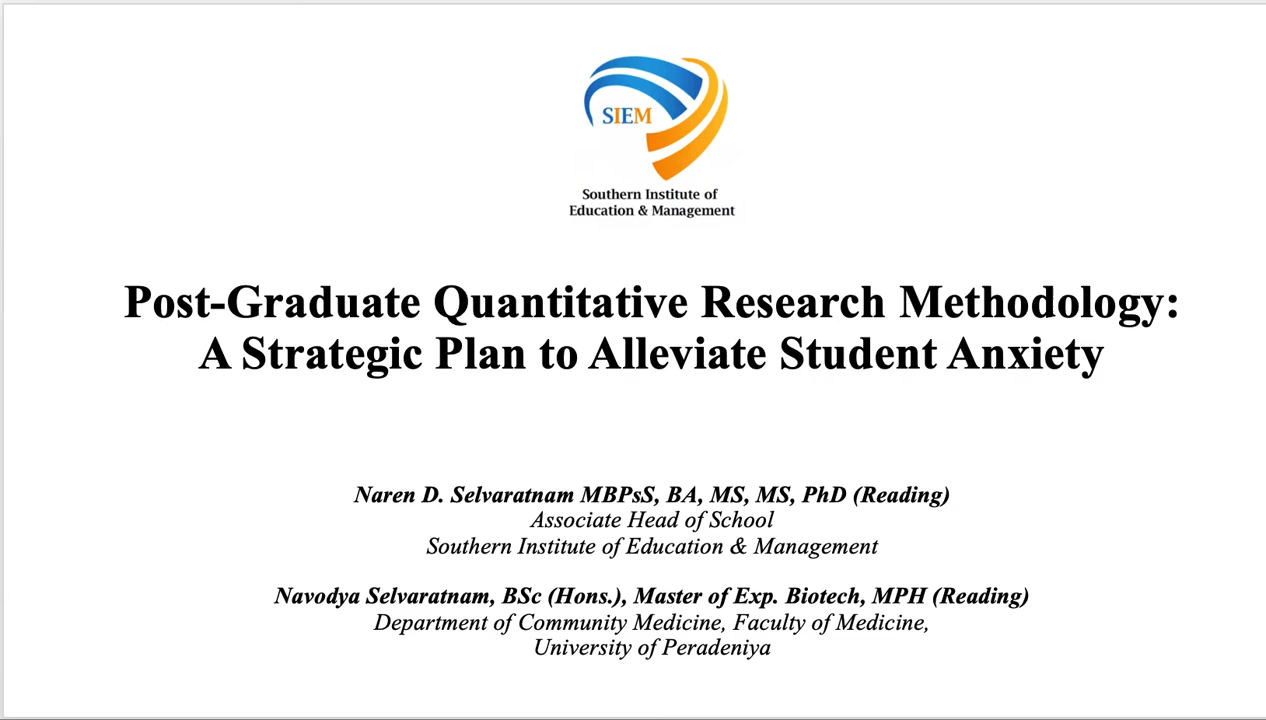 SIEM
Southern Institute of
Education & Management
Post-Graduate Quantitative Research Methodology:
A Strategic Plan to Alleviate Student Anxiety
Naren D. Selvaratnam MBPsS, BA, MS, MS, PhD (Reading)
Associate Head of School
Southern Institute of Education & Management
Navodya Selvaratnam, BSc (Hons.), Master of Exp. Biotech, MPH (Reading)
Department of Community Medicine, Faculty of Medicine,
University of Peradeniya